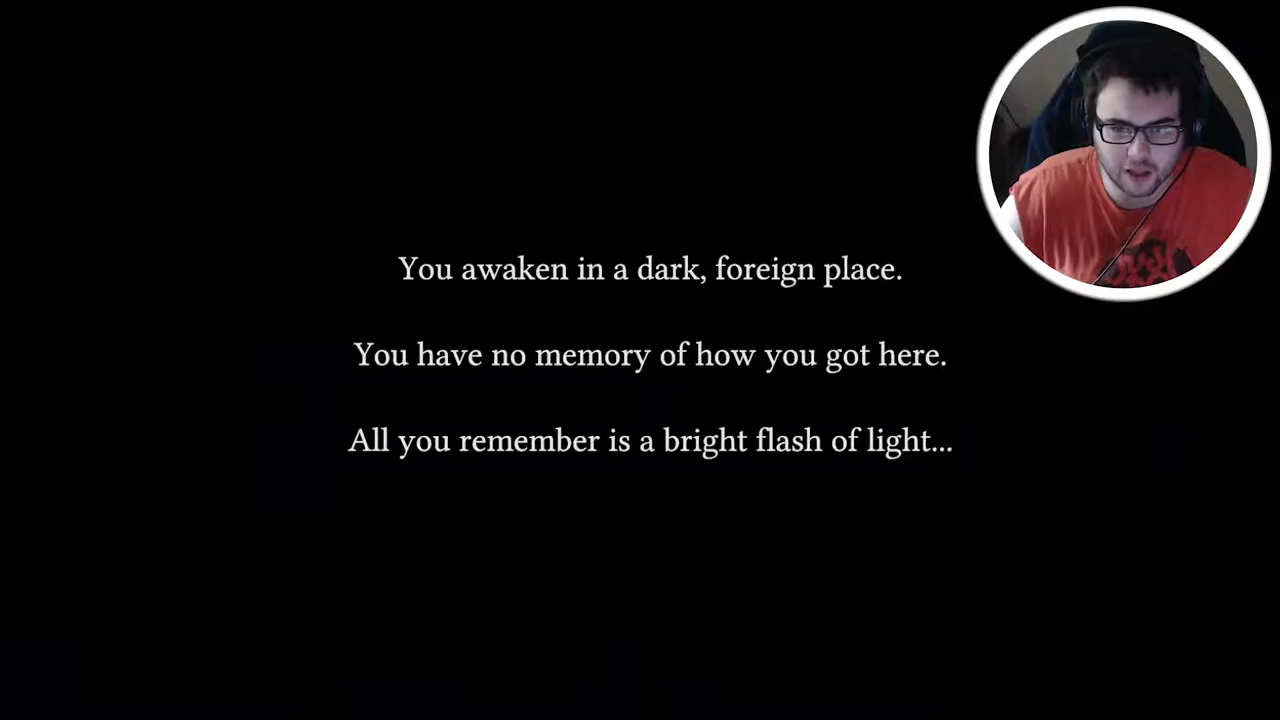 You awaken in a dark, foreign place.
You have no memory of how you got here.
All you remember is a bright flash of light...